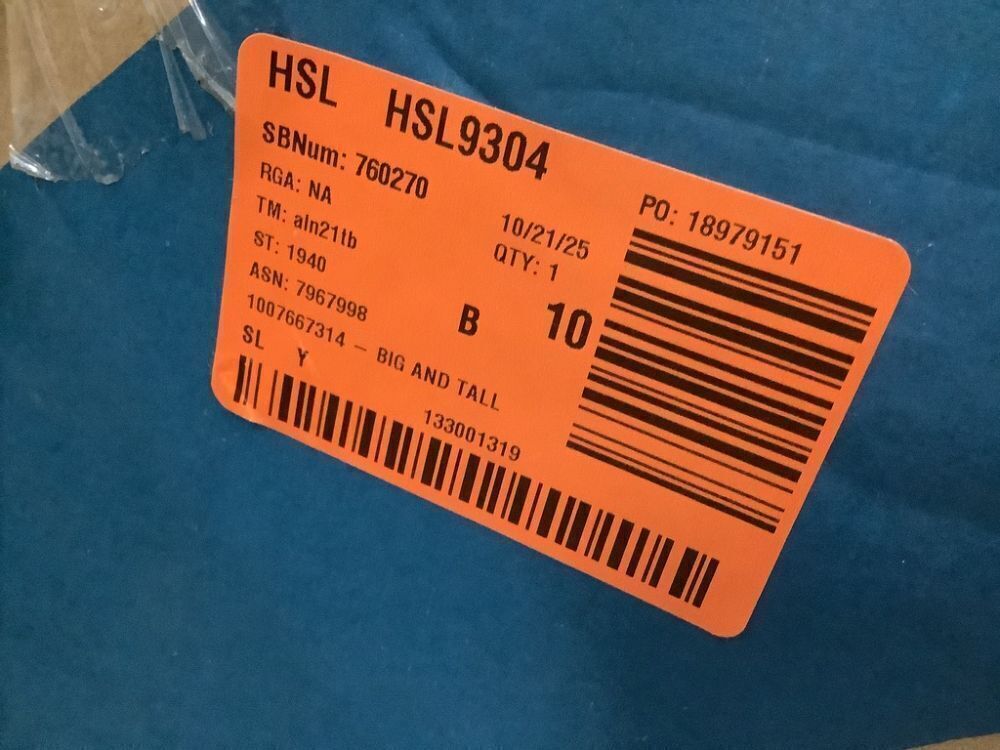 HSL HSL9304
SBNum: 760270
RGA: NA
TM: aln21tb
ST: 1940
ASN: 7967998
1007667314 – BIG AND TALL
SL Y
10/21/25
QTY: 1
B 10
PO: 18979151
133001319